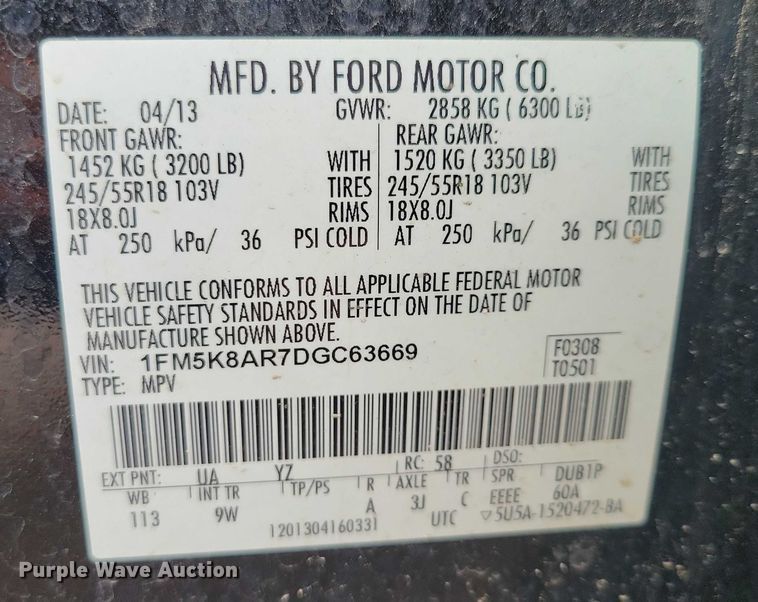 MFD. BY FORD MOTOR CO.
DATE: 04/13 GVWR: 2858 KG ( 6300 LB)
FRONT GAWR: REAR GAWR:
1452 KG ( 3200 LB) WITH 1520 KG ( 3350 LB) WITH
245/55R18 103V TIRES 245/55R18 103V TIRES
18X8.0J RIMS 18X8.0J RIMS
AT 250 kPa/ 36 PSI COLD AT 250 kPa/ 36 PSI COLD
THIS VEHICLE CONFORMS TO ALL APPLICABLE FEDERAL MOTOR
VEHICLE SAFETY STANDARDS IN EFFECT ON THE DATE OF
MANUFACTURE SHOWN ABOVE.
VIN: 1FM5K8AR7DGC63669 F0308
TYPE: MPV T0501
EXT PNT: UA YZ RC: 58 DSO:
WB INT TR TP/PS R AXLE TR SPR DUB1P
113 9W A 3J C EEEE 60A
1201304160331 UTC ▽5U5A-1520472-BA
Purple Wave Auction